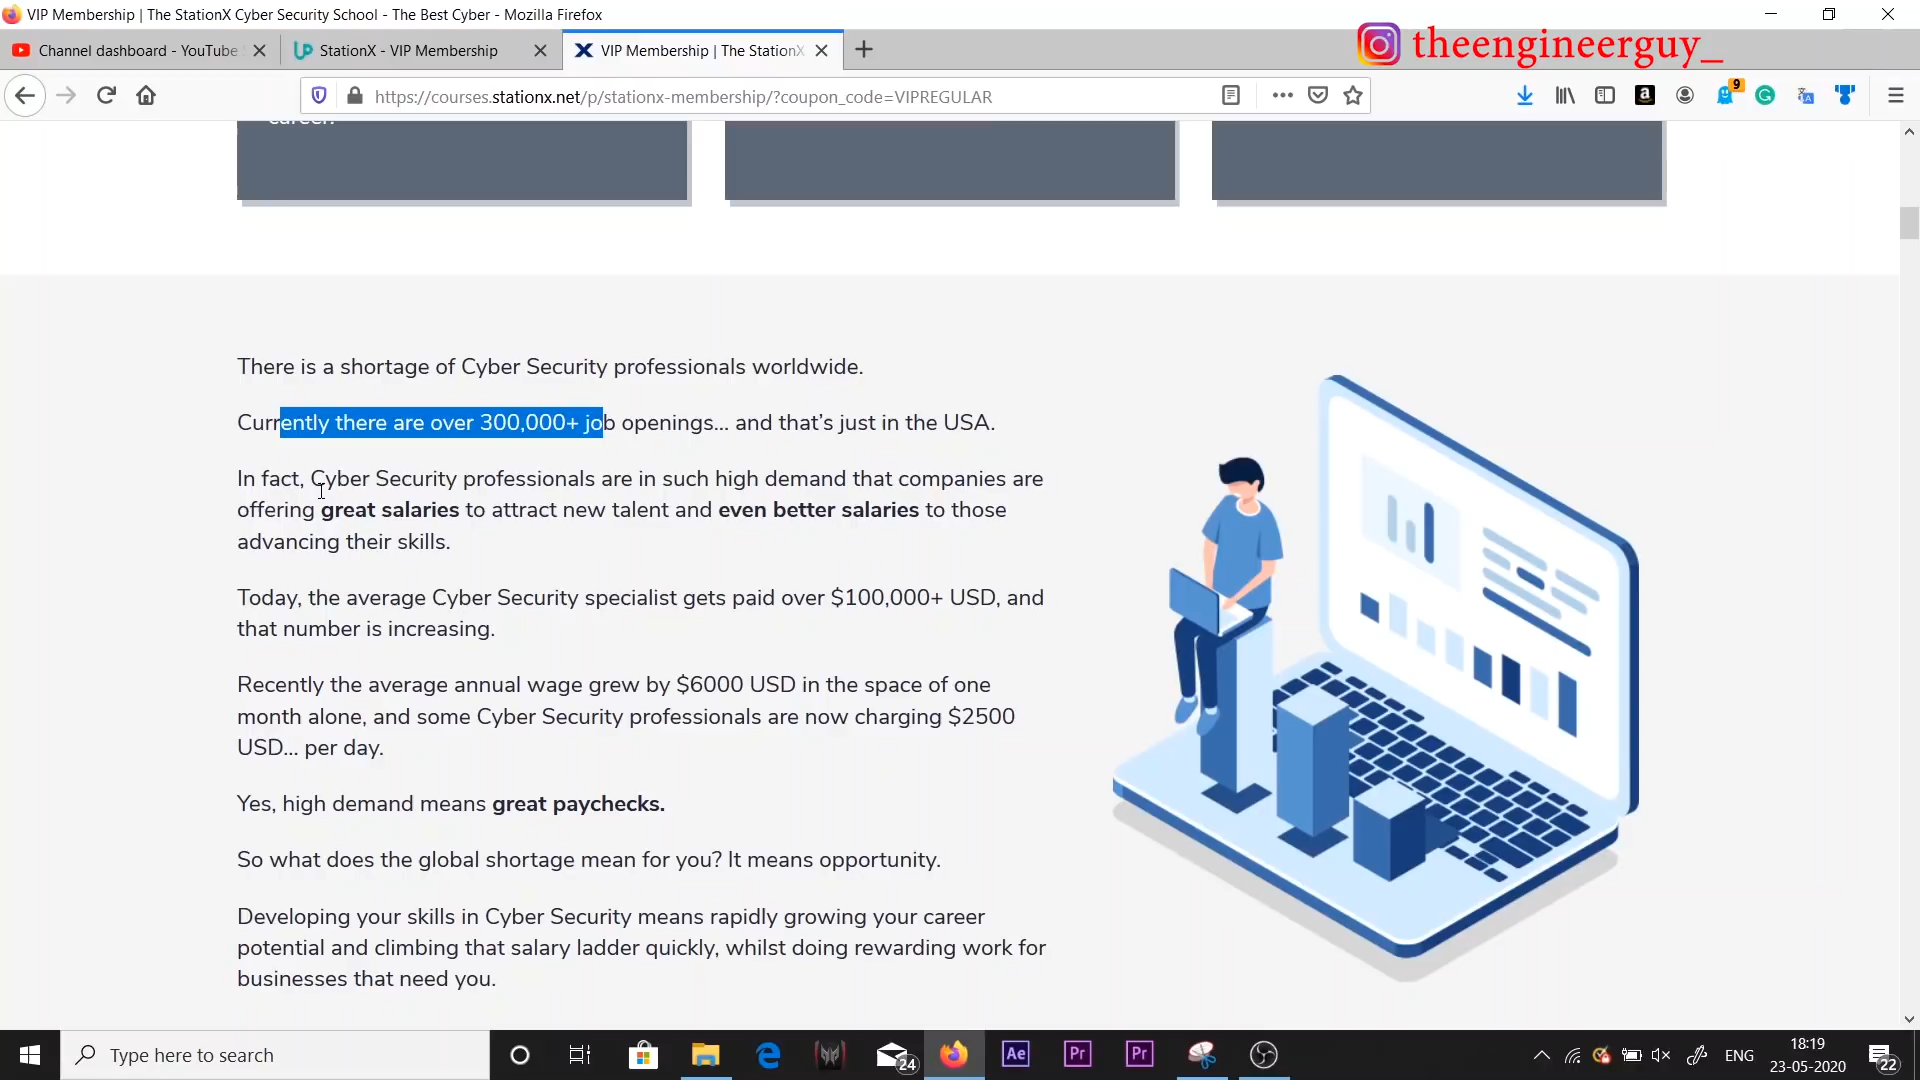 VIP Membership | The StationX Cyber Security School - The Best Cyber - Mozilla Firefox
theengineerguy_
Channel dashboard - YouTube
StationX - VIP Membership
VIP Membership | The StationX
https://courses.stationx.net/p/stationx-membership/?coupon_code=VIPREGULAR
9
career.
There is a shortage of Cyber Security professionals worldwide.
Currently there are over 300,000+ job openings... and that's just in the USA.
In fact, Cyber Security professionals are in such high demand that companies are
offering great salaries to attract new talent and even better salaries to those
advancing their skills.
Today, the average Cyber Security specialist gets paid over $100,000+ USD, and
that number is increasing.
Recently the average annual wage grew by $6000 USD in the space of one
month alone, and some Cyber Security professionals are now charging $2500
USD... per day.
Yes, high demand means great paychecks.
So what does the global shortage mean for you? It means opportunity.
Developing your skills in Cyber Security means rapidly growing your career
potential and climbing that salary ladder quickly, whilst doing rewarding work for
businesses that need you.
Type here to search
24
Ae
Pr
Pr
ENG
18:19
23-05-2020
22